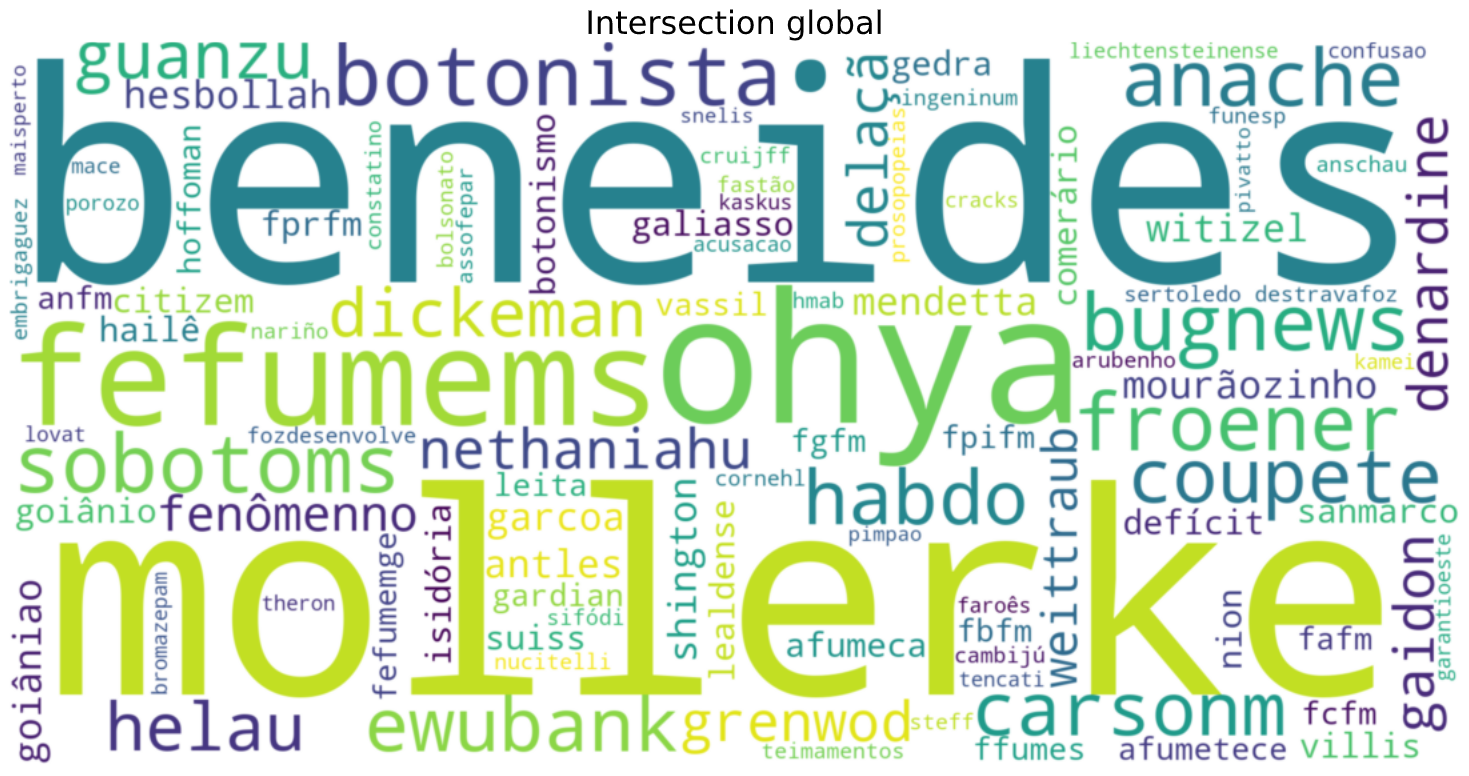 Intersection global
guanzu
botonista
delaçã
gedra
liechtensteinense
confusao
maisperto
hesbollah
ingeninum
anache
beneides
snelis
funesp
mace
hoffoman
constatino
bolsonato
botonismo
cruijff
prosopopeias
comerário
pivatto
anschau
denardine
porozo
fprfm
assofepar
fastão
kaskus
galiasso
acusacao
cracks
witizel
embrigaguez
anfm
citizem
dickeman
vassil
hmab
mendetta
sertoledo
destravafoz
hailê
nariño
fefumems
ohya
bugnews
arubenho
kamei
mourãozinho
lovat
fozdesenvolve
nethaniahu
fgfm
fpifm
froener
sobotoms
leita
cornehl
habdo
weittraub
coupete
goiânio
fenômenno
garcoa
pimpao
defícit
sanmarco
mollerke
goiâniao
bromazepam
theron
fefumemge
isidória
antles
gardian
sifódi
suiss
nucitelli
shington
lealdense
afumeca
faroês
fbfm
cambijú
tencati
nion
fafm
gaidon
garantioeste
helau
ewubank
grenwod
steff
carsonm
fcfm
teimamentos
ffumes
afumetece
villis